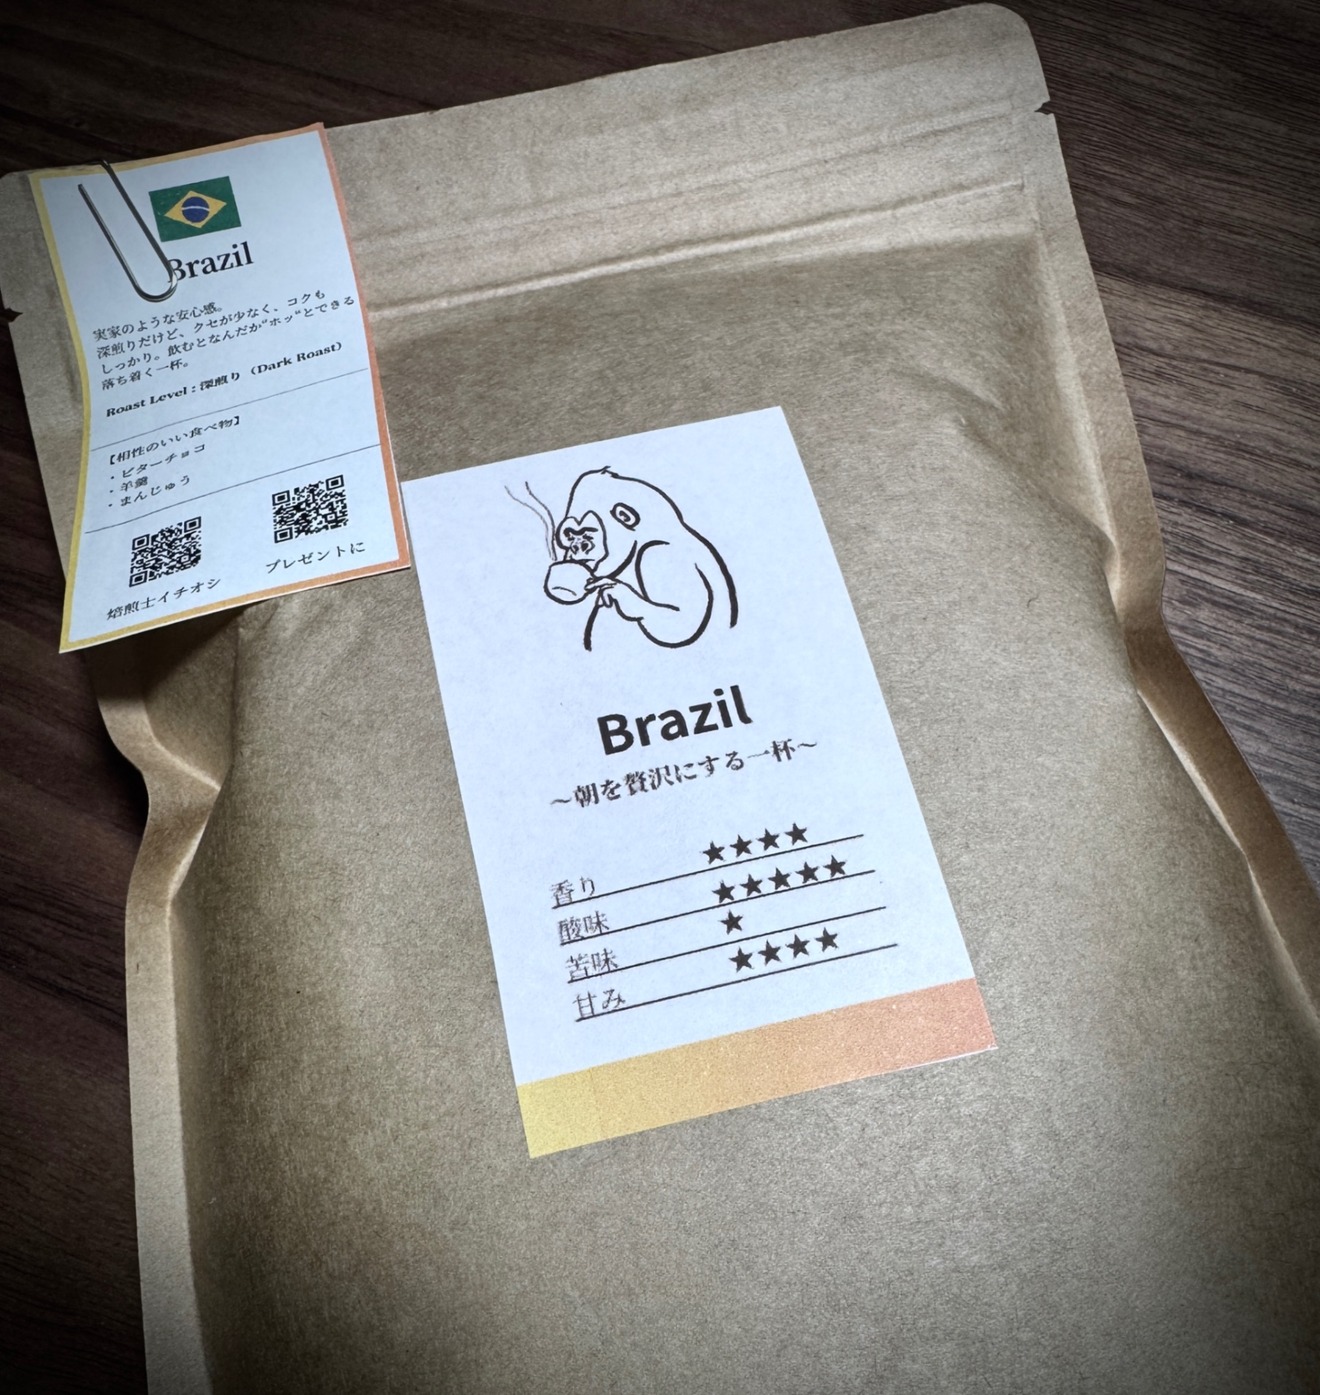 Brazil
実家のような安心感。
深煎りだけど、クセが少なく、コクも
しっかり。飲むとなんだか"ホッ"とできる
落ち着く一杯。
Roast Level : 深煎り （Dark Roast）
【相性のいい食べ物】
・ビターチョコ
・羊羹
・まんじゅう
焙煎士イチオシ
プレゼントに
Brazil
～朝を贅沢にする一杯～
香り ★★★★
酸味 ★★★★★
苦味 ★
甘み ★★★★